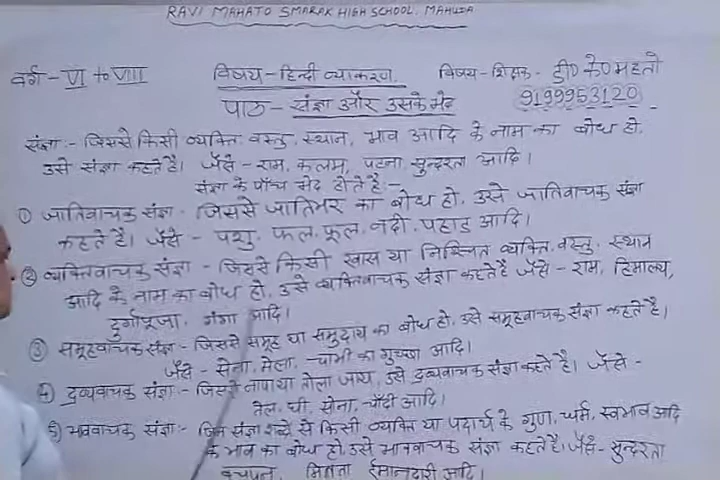 RAVI MAHATO SMARAK HIGH SCHOOL. MAHUDA
वर्ग - VI to VIII विषय - हिन्दी व्याकरण. विषय - शिक्षक - डी० के० महतो
पाठ - संज्ञा और उसके भेद 9199953120
संज्ञा :- जिससे किसी व्यक्ति, वस्तु, स्थान, भाव आदि के नाम का बोध हो.
उसे संज्ञा कहते है। जैसे - राम, कलम, पटना, सुन्दरता आदि।
संज्ञा के पाँच भेद होते है -
① जातिवाचक संज्ञा - जिससे जातिभर का बोध हो, उसे जातिवाचक संज्ञा
कहते है। जैसे - पशु, फल, फूल, नदी, पहाड़ आदि।
② व्यक्तिवाचक संज्ञा - जिससे किसी खास या निश्चित व्यक्ति, वस्तु, स्थान
आदि के नाम का बोध हो, उसे व्यक्तिवाचक संज्ञा कहते है जैसे - राम, हिमालय,
दुर्गापूजा, गंगा आदि।
③ समूहवाचक संज्ञा - जिससे समूह या समुदाय का बोध हो, उसे समूहवाचक संज्ञा कहते है।
जैसे - सेना, मेला, चाभी का गुच्छा आदि।
④ द्रव्यवाचक संज्ञा :- जिससे नापा या तोला जाय, उसे द्रव्यवाचक संज्ञा कहते है। जैसे -
तेल, घी, सोना, चाँदी आदि।
⑤ भाववाचक संज्ञा :- जिन संज्ञा शब्दों से किसी व्यक्ति या पदार्थ के गुण, धर्म, स्वभाव आदि
के भाव का बोध हो उसे भाववाचक संज्ञा कहते है। जैसे - सुन्दरता
बचपन, मित्रता ईमानदारी आदि।